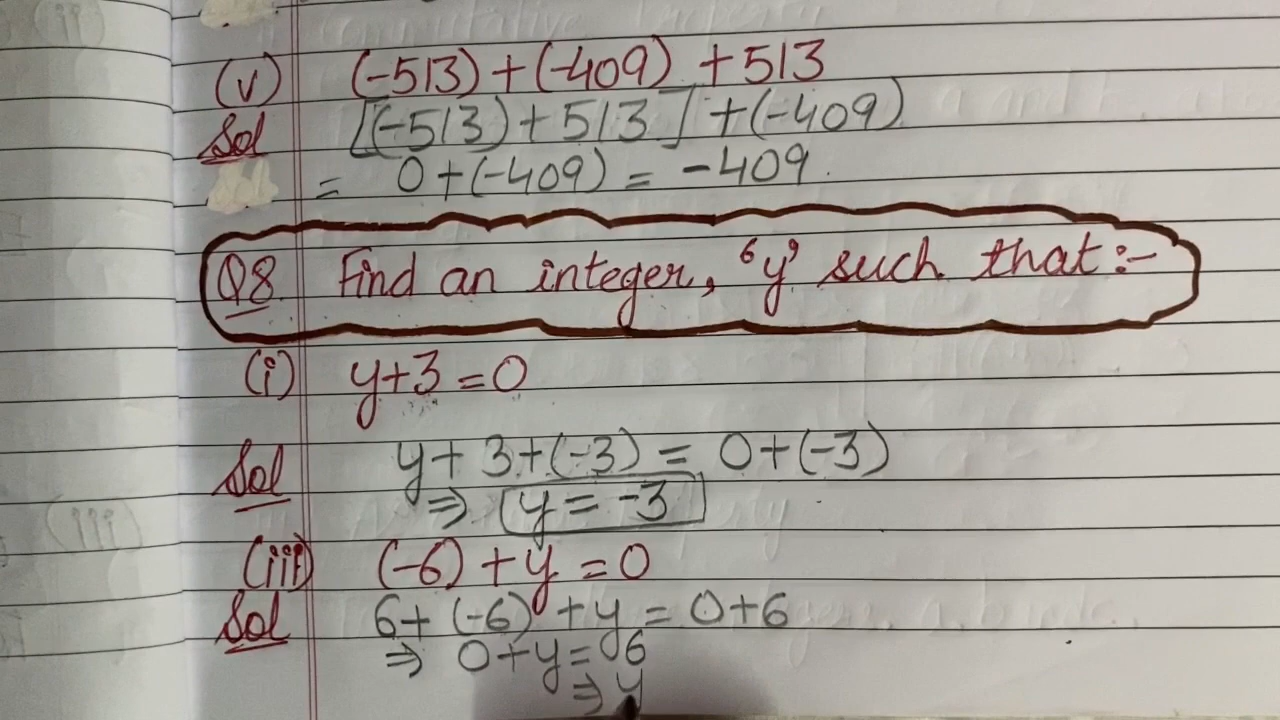 (v) (-513) + (-409) + 513
Sol [(-513) + 513] + (-409)
= 0 + (-409) = -409.
Q8. Find an integer, 'y' such that :-
(i) y + 3 = 0
Sol y + 3 + (-3) = 0 + (-3)
⇒ y = -3
(iii) (-6) + y = 0
Sol 6 + (-6) + y = 0 + 6
⇒ 0 + y = 6
⇒ y